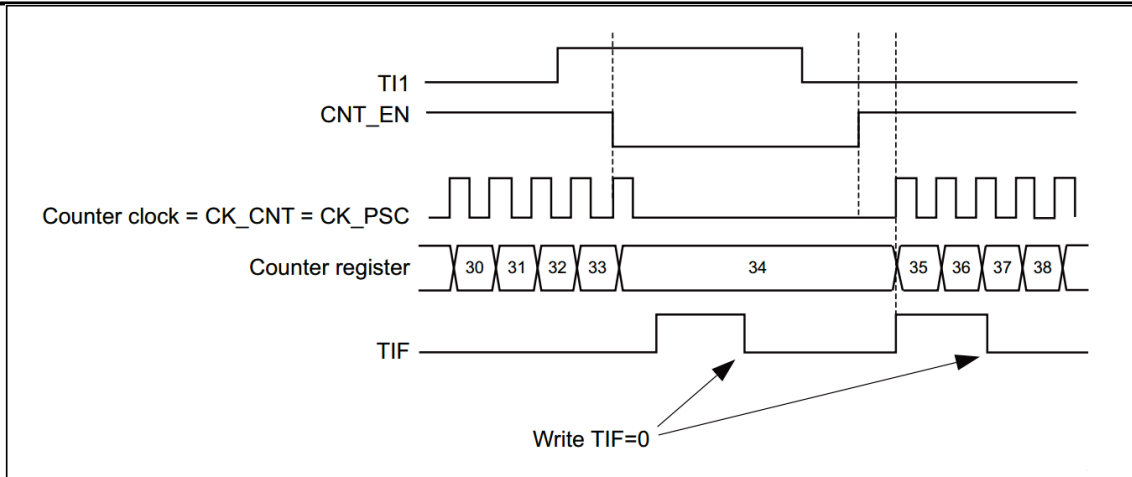 TI1
CNT_EN
Counter clock = CK_CNT = CK_PSC
Counter register 30 31 32 33 34 35 36 37 38
TIF
Write TIF=0